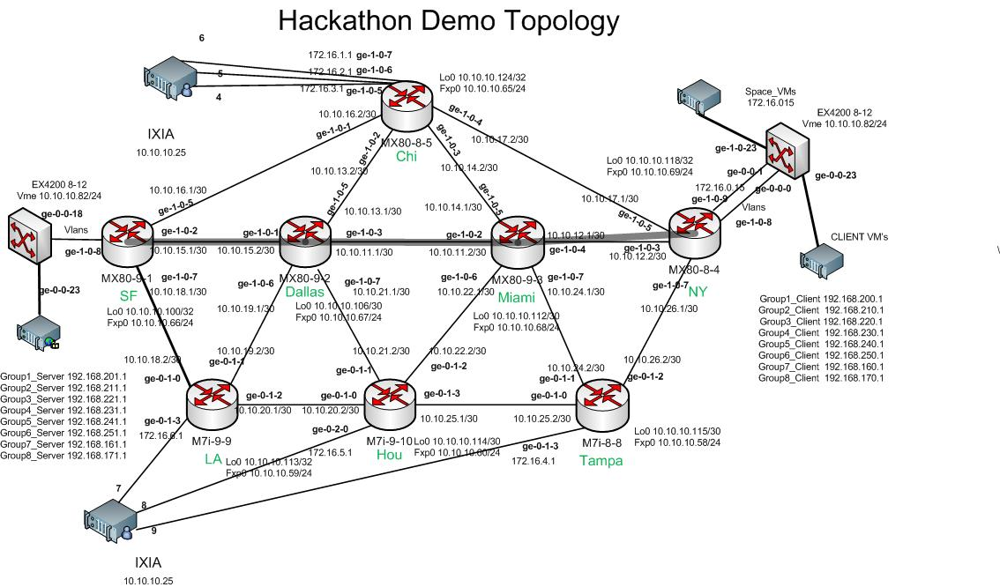 Hackathon Demo Topology
6
5
4
172.16.1.1 ge-1-0-7
172.16.2.1 ge-1-0-6
172.16.3.1 ge-1-0-5
IXIA
10.10.10.25
Lo0 10.10.10.124/32
Fxp0 10.10.10.65/24
MX80-8-5
Chi
10.10.16.2/30
ge-1-0-1
ge-1-0-2
10.10.13.2/30
ge-1-0-3
10.10.14.2/30
ge-1-0-4
10.10.17.2/30
Space_VMs
172.16.015
EX4200 8-12
Vme 10.10.10.82/24
ge-1-0-23
ge-0-0-1
ge-0-0-0
ge-0-0-23
Lo0 10.10.10.118/32
Fxp0 10.10.10.69/24
172.16.0.15
ge-1-0-9
Vlans
ge-1-0-8
CLIENT VM's
EX4200 8-12
Vme 10.10.10.82/24
ge-0-0-18
Vlans
ge-1-0-8
ge-0-0-23
10.10.16.1/30
ge-1-0-5
ge-1-0-2
10.10.15.1/30
MX80-9-1
SF
ge-1-0-7
10.10.18.1/30
Lo0 10.10.10.100/32
Fxp0 10.10.10.66/24
ge-1-0-5
10.10.13.1/30
ge-1-0-1
10.10.15.2/30
ge-1-0-3
10.10.11.1/30
MX80-9-2
Dallas
ge-1-0-6
10.10.19.1/30
ge-1-0-7
10.10.21.1/30
Lo0 10.10.10.106/30
Fxp0 10.10.10.67/24
ge-1-0-5
10.10.14.1/30
ge-1-0-2
10.10.11.2/30
10.10.12.1/30
ge-1-0-4
MX80-9-3
Miami
ge-1-0-6
10.10.22.1/30
ge-1-0-7
10.10.24.1/30
Lo0 10.10.10.112/30
Fxp0 10.10.10.68/24
10.10.17.1/30
ge-1-0-5
ge-1-0-3
10.10.12.2/30
MX80-8-4
NY
ge-1-0-7
10.10.26.1/30
Group1_Client 192.168.200.1
Group2_Client 192.168.210.1
Group3_Client 192.168.220.1
Group4_Client 192.168.230.1
Group5_Client 192.168.240.1
Group6_Client 192.168.250.1
Group7_Client 192.168.160.1
Group8_Client 192.168.170.1
Group1_Server 192.168.201.1
Group2_Server 192.168.211.1
Group3_Server 192.168.221.1
Group4_Server 192.168.231.1
Group5_Server 192.168.241.1
Group6_Server 192.168.251.1
Group7_Server 192.168.161.1
Group8_Server 192.168.171.1
10.10.18.2/30
ge-0-1-0
10.10.19.2/30
ge-0-1-1
ge-0-1-2
10.10.20.1/30
ge-0-1-3
172.16.6.1
M7i-9-9
LA
Lo0 10.10.10.113/32
Fxp0 10.10.10.59/24
10.10.21.2/30
ge-0-1-1
10.10.22.2/30
ge-0-1-2
ge-0-1-0
10.10.20.2/30
ge-0-1-3
10.10.25.1/30
ge-0-2-0
172.16.5.1
M7i-9-10
Hou
Lo0 10.10.10.114/30
Fxp0 10.10.10.60/24
10.10.24.2/30
ge-0-1-1
10.10.26.2/30
ge-0-1-2
ge-0-1-0
10.10.25.2/30
M7i-8-8
Tampa
Lo0 10.10.10.115/30
Fxp0 10.10.10.58/24
ge-0-1-3
172.16.4.1
7
8
9
IXIA
10.10.10.25
\